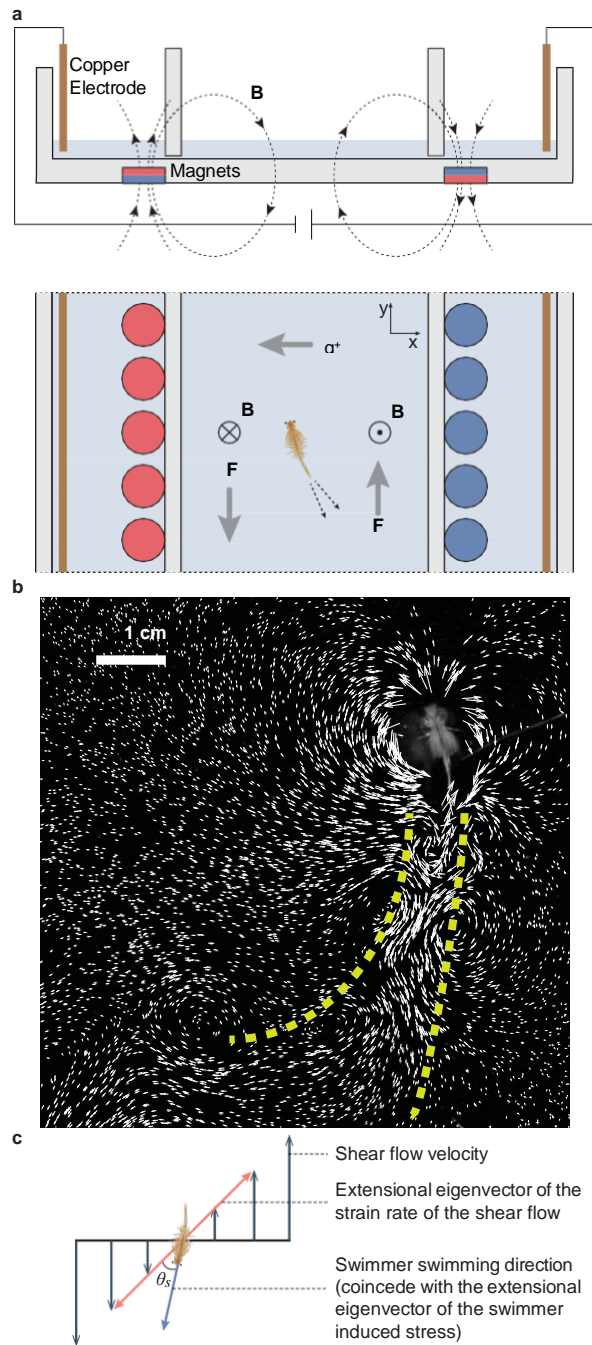 a
Copper
Electrode
B
Magnets
y
x
q⁺
B
B
F
F
b
1 cm
c
Shear flow velocity
Extensional eigenvector of the
strain rate of the shear flow
Swimmer swimming direction
(coincede with the extensional
eigenvector of the swimmer
induced stress)
θs